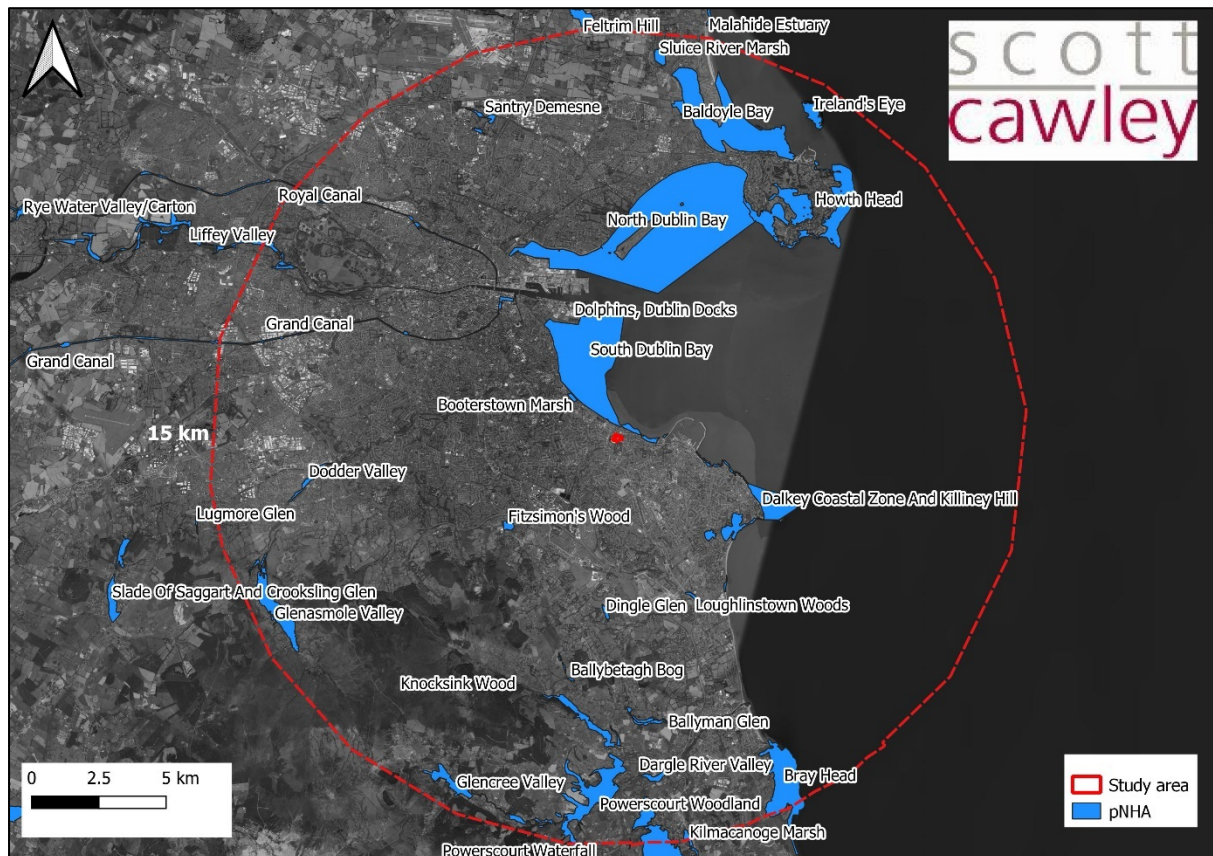 Feltrim Hill
Malahide Estuary
scott
cawley
Sluice River Marsh
Santry Demesne
Baldoyle Bay
Ireland's Eye
Royal Canal
Howth Head
Rye Water Valley/Carton
North Dublin Bay
Liffey Valley
Dolphins, Dublin Docks
Grand Canal
South Dublin Bay
Grand Canal
Booterstown Marsh
15 km
Dodder Valley
Dalkey Coastal Zone And Killiney Hill
Lugmore Glen
Fitzsimon's Wood
Slade Of Saggart And Crooksling Glen
Glenasmole Valley
Dingle Glen
Loughlinstown Woods
Ballybetagh Bog
Knocksink Wood
Ballyman Glen
Dargle River Valley
Bray Head
Glencree Valley
Powerscourt Woodland
Kilmacanoge Marsh
Powerscourt Waterfall
0 2.5 5 km
Study area
pNHA